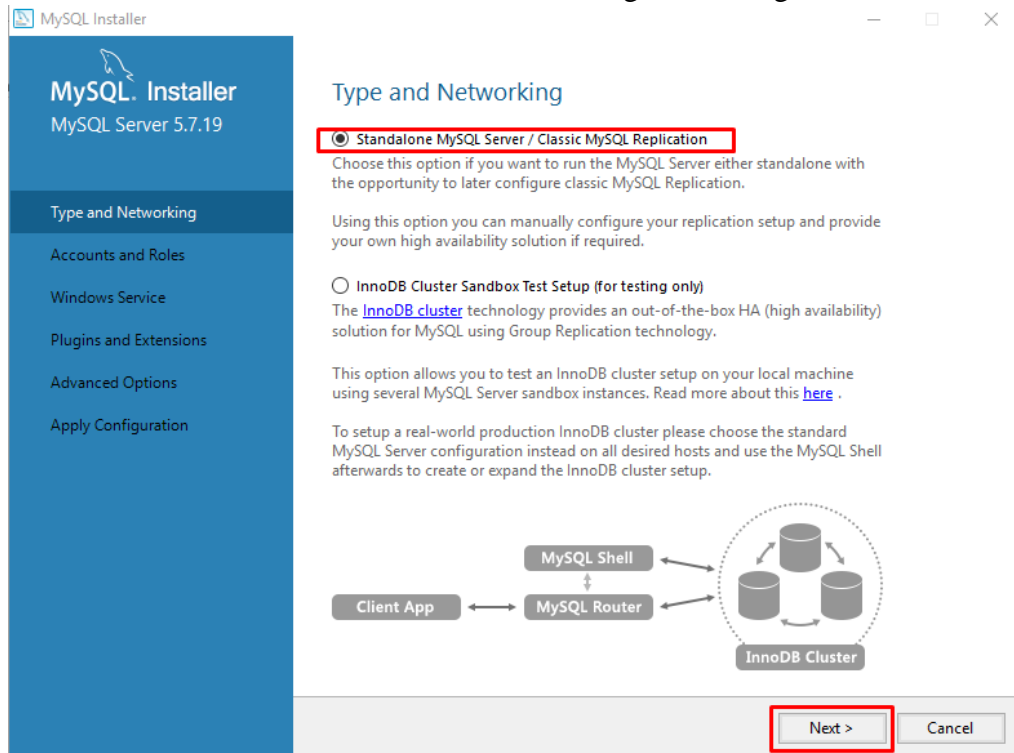 MySQL Installer
MySQL. Installer
MySQL Server 5.7.19
Type and Networking
Accounts and Roles
Windows Service
Plugins and Extensions
Advanced Options
Apply Configuration
Type and Networking
Standalone MySQL Server / Classic MySQL Replication
Choose this option if you want to run the MySQL Server either standalone with
the opportunity to later configure classic MySQL Replication.
Using this option you can manually configure your replication setup and provide
your own high availability solution if required.
InnoDB Cluster Sandbox Test Setup (for testing only)
The InnoDB cluster technology provides an out-of-the-box HA (high availability)
solution for MySQL using Group Replication technology.
This option allows you to test an InnoDB cluster setup on your local machine
using several MySQL Server sandbox instances. Read more about this here .
To setup a real-world production InnoDB cluster please choose the standard
MySQL Server configuration instead on all desired hosts and use the MySQL Shell
afterwards to create or expand the InnoDB cluster setup.
MySQL Shell
Client App
MySQL Router
InnoDB Cluster
Next >
Cancel